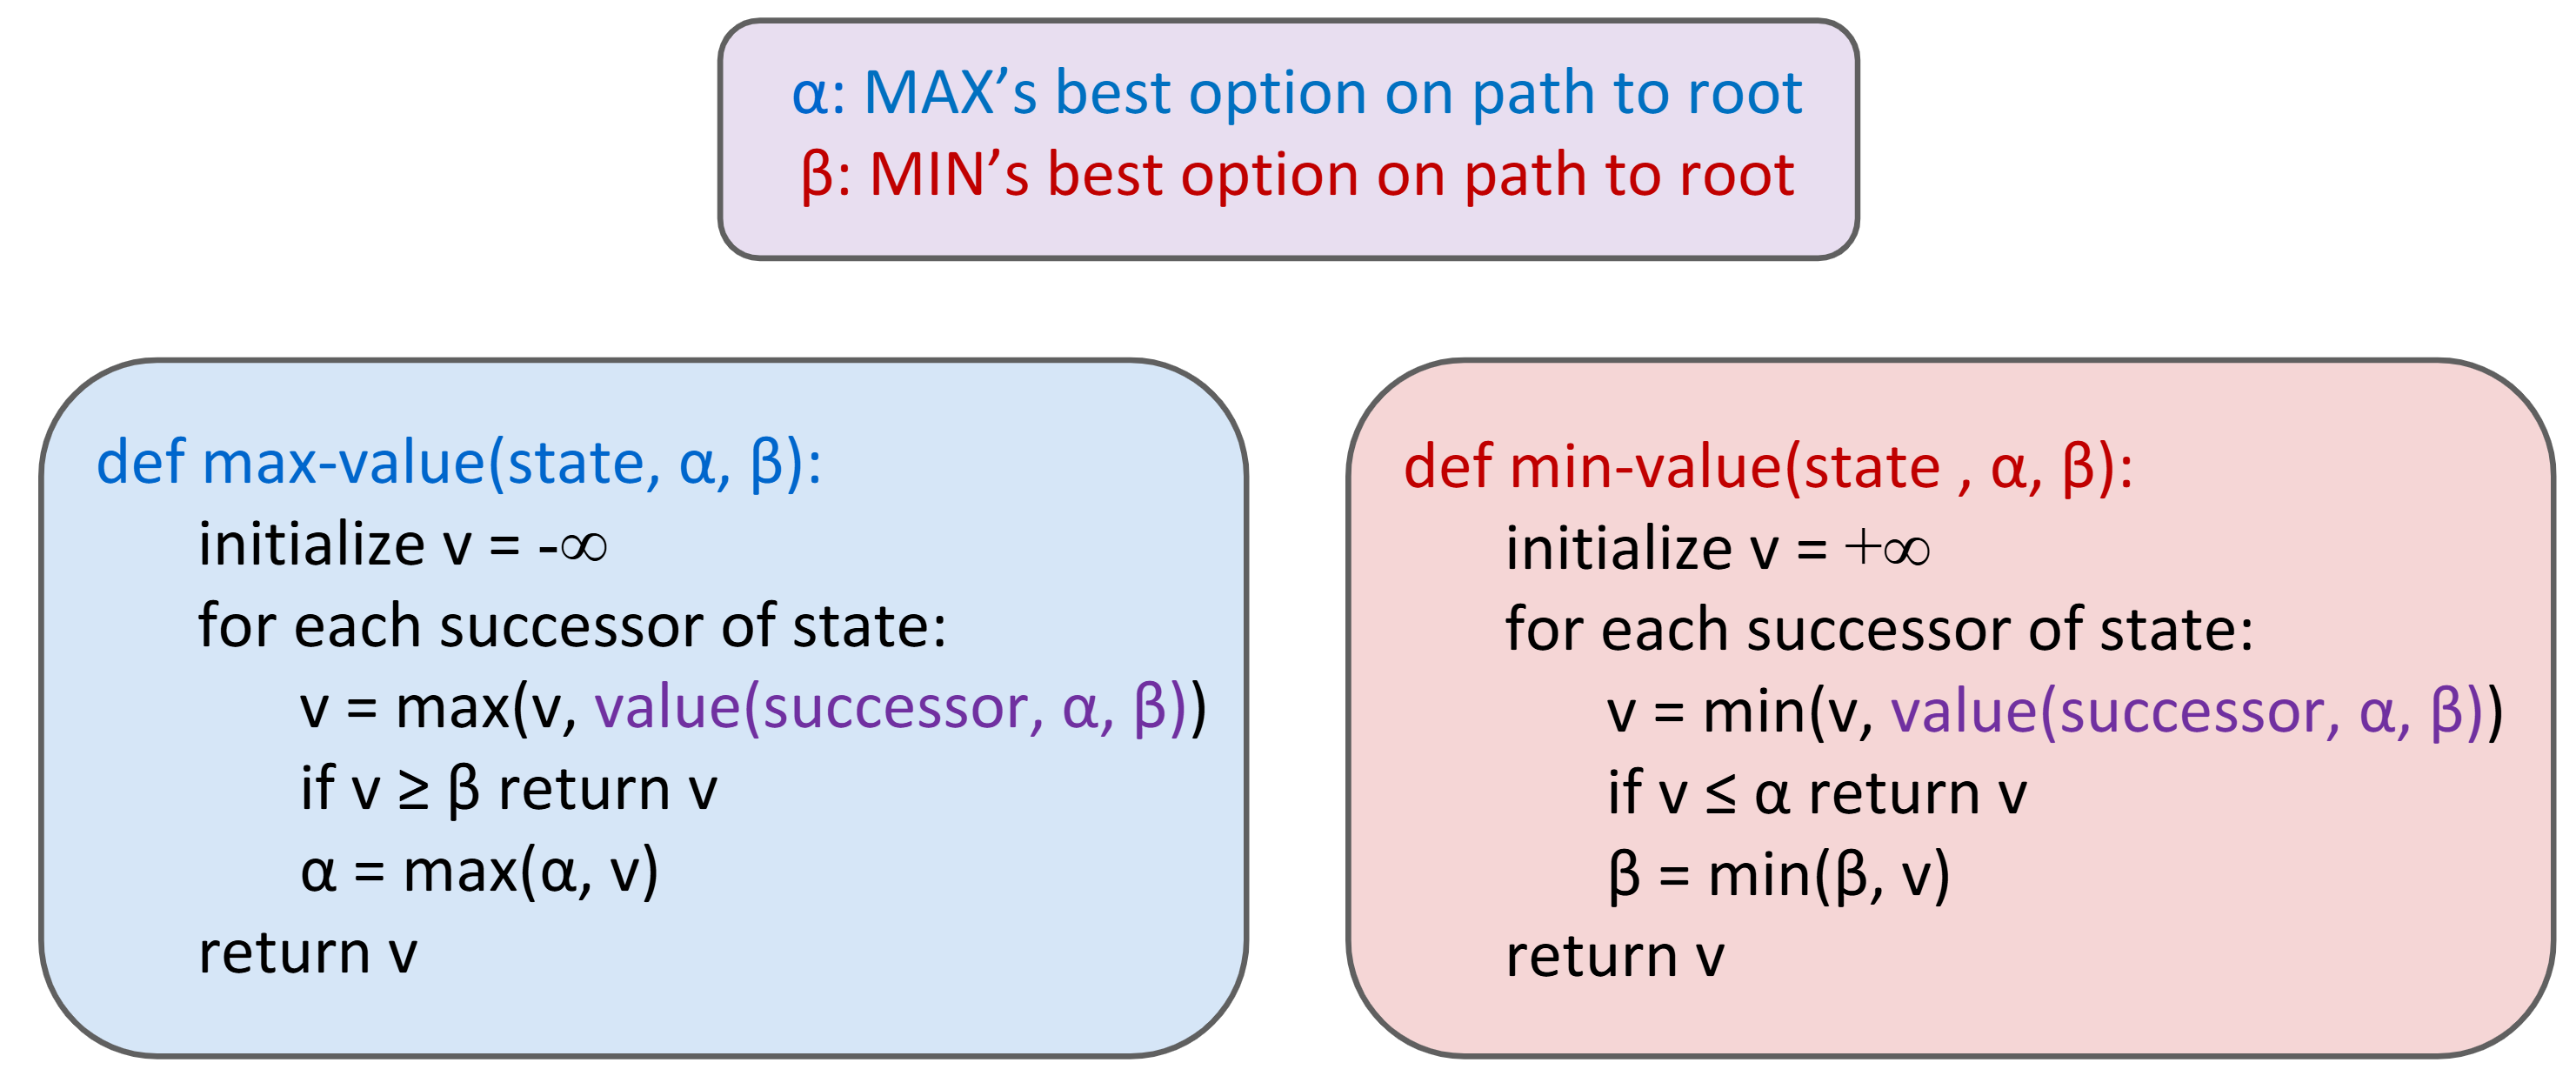 α: MAX’s best option on path to root
β: MIN’s best option on path to root
def max-value(state, α, β):
initialize v = -∞
for each successor of state:
v = max(v, value(successor, α, β))
if v ≥ β return v
α = max(α, v)
return v
def min-value(state , α, β):
initialize v = +∞
for each successor of state:
v = min(v, value(successor, α, β))
if v ≤ α return v
β = min(β, v)
return v